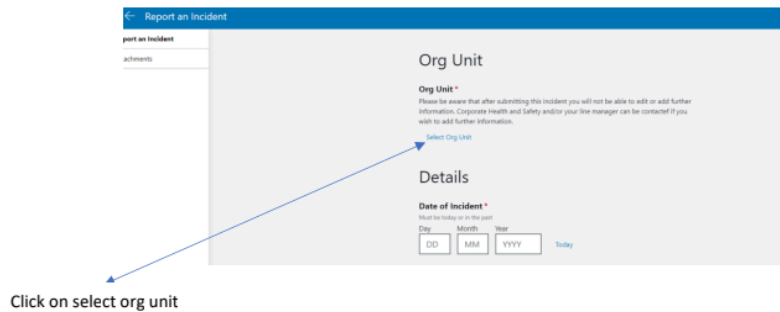 ← Report an Incident
port an Incident
achments
Org Unit
Org Unit *
Please be aware that after submitting this incident you will not be able to edit or add further
information. Corporate Health and Safety and/or your line manager can be contactef if you
wish to add further information.
Select Org Unit
Details
Date of Incident *
Must be today or in the past
Day Month Year
DD MM YYYY Today
Click on select org unit